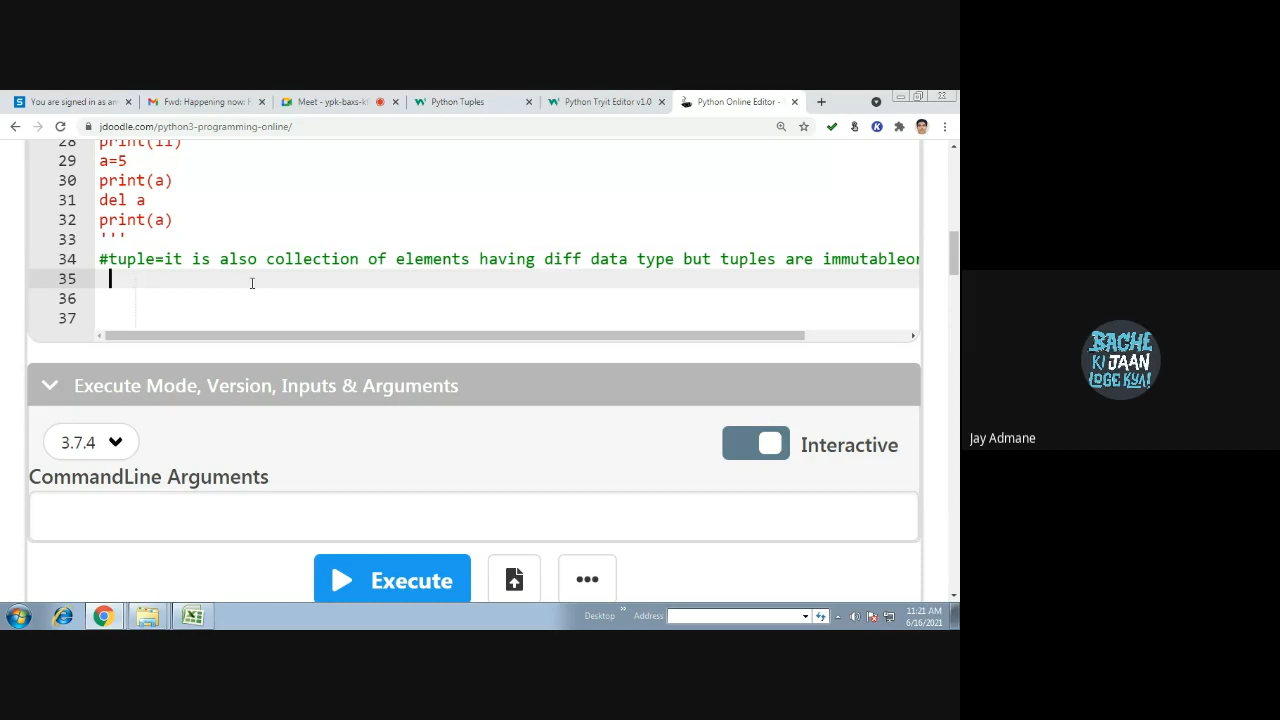 You are signed in as an
Fwd: Happening now: F
Meet - ypk-baxs-kf
Python Tuples
Python Tryit Editor v1.0
Python Online Editor -
jdoodle.com/python3-programming-online/
28 print(l1)
29 a=5
30 print(a)
31 del a
32 print(a)
33 '''
34 #tuple=it is also collection of elements having diff data type but tuples are immutableor
35
36
37
Execute Mode, Version, Inputs & Arguments
3.7.4
Interactive
CommandLine Arguments
Execute
Desktop
Address
11:21 AM
6/16/2021
BACHE
KI JAAN
LOGE KYA!
Jay Admane